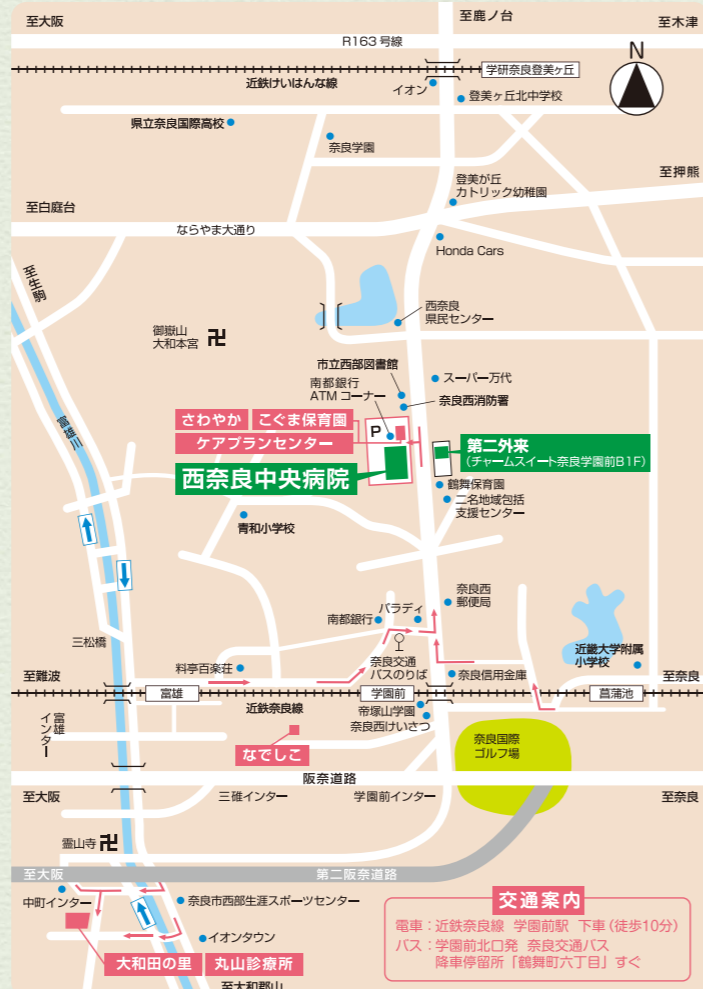 至大阪
至鹿ノ台
至木津
R163号線
N
学研奈良登美ヶ丘
近鉄けいはんな線
イオン
登美ヶ丘北中学校
県立奈良国際高校
奈良学園
至押熊
登美が丘
カトリック幼稚園
至白庭台
ならやま大通り
Honda Cars
至生駒
西奈良
県民センター
御嶽山
大和本宮
市立西部図書館
スーパー万代
南都銀行
ATMコーナー
奈良西消防署
さわやか
こぐま保育園
ケアプランセンター
P
富雄川
第二外来
(チャームスイート奈良学園前B1F)
西奈良中央病院
鶴舞保育園
二名地域包括
支援センター
青和小学校
奈良西
郵便局
パラディ
南都銀行
三松橋
近畿大学附属
小学校
料亭百楽荘
奈良交通
バスのりば
奈良信用金庫
至難波
至奈良
富雄
学園前
菖蒲池
近鉄奈良線
帝塚山学園
奈良西けいさつ
富雄
インター
なでしこ
奈良国際
ゴルフ場
阪奈道路
至大阪
三碓インター
学園前インター
至奈良
霊山寺
至大阪
第二阪奈道路
中町インター
奈良市西部生涯スポーツセンター
イオンタウン
大和田の里
丸山診療所
至大和郡山
交通案内
電車：近鉄奈良線 学園前駅 下車(徒歩10分)
バス：学園前北口発 奈良交通バス
降車停留所「鶴舞町六丁目」すぐ